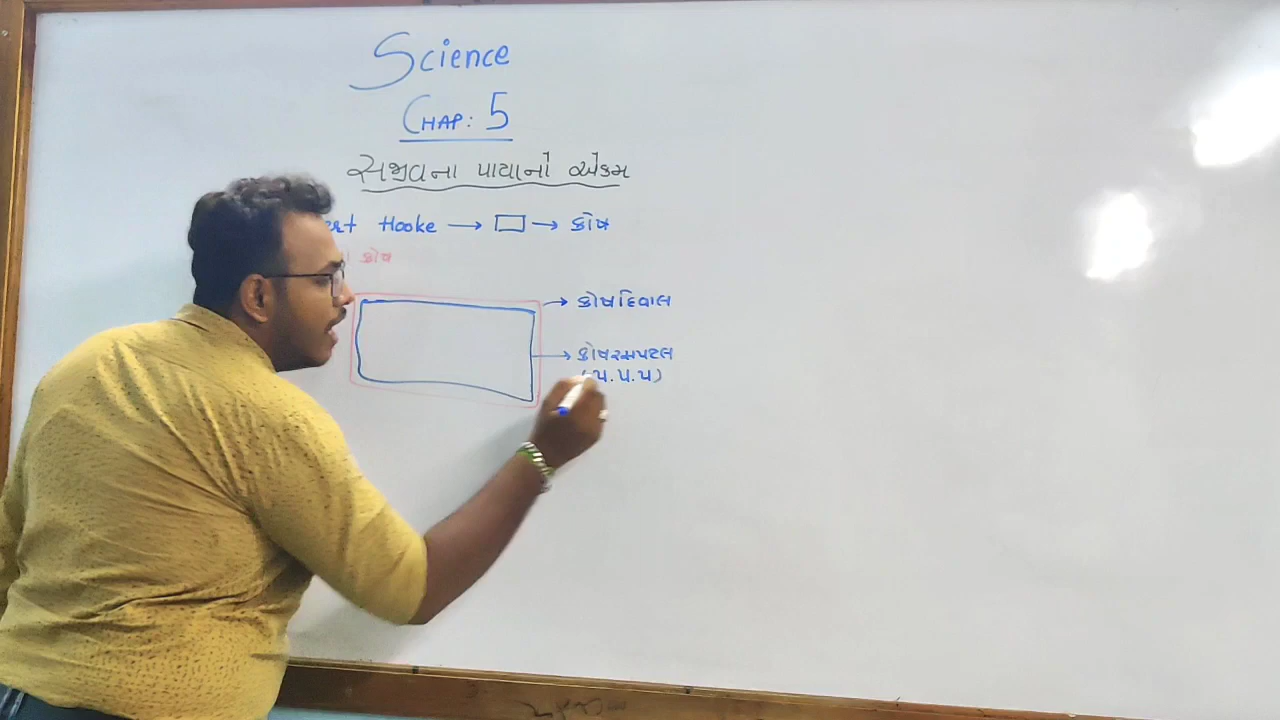 Science
CHAP: 5
સજીવના પાયાનો એકમ
Hooke → → કોષ
કોષ
→ કોષદિવાલ
→ કોષરસપટલ
(પ.પ.પ)